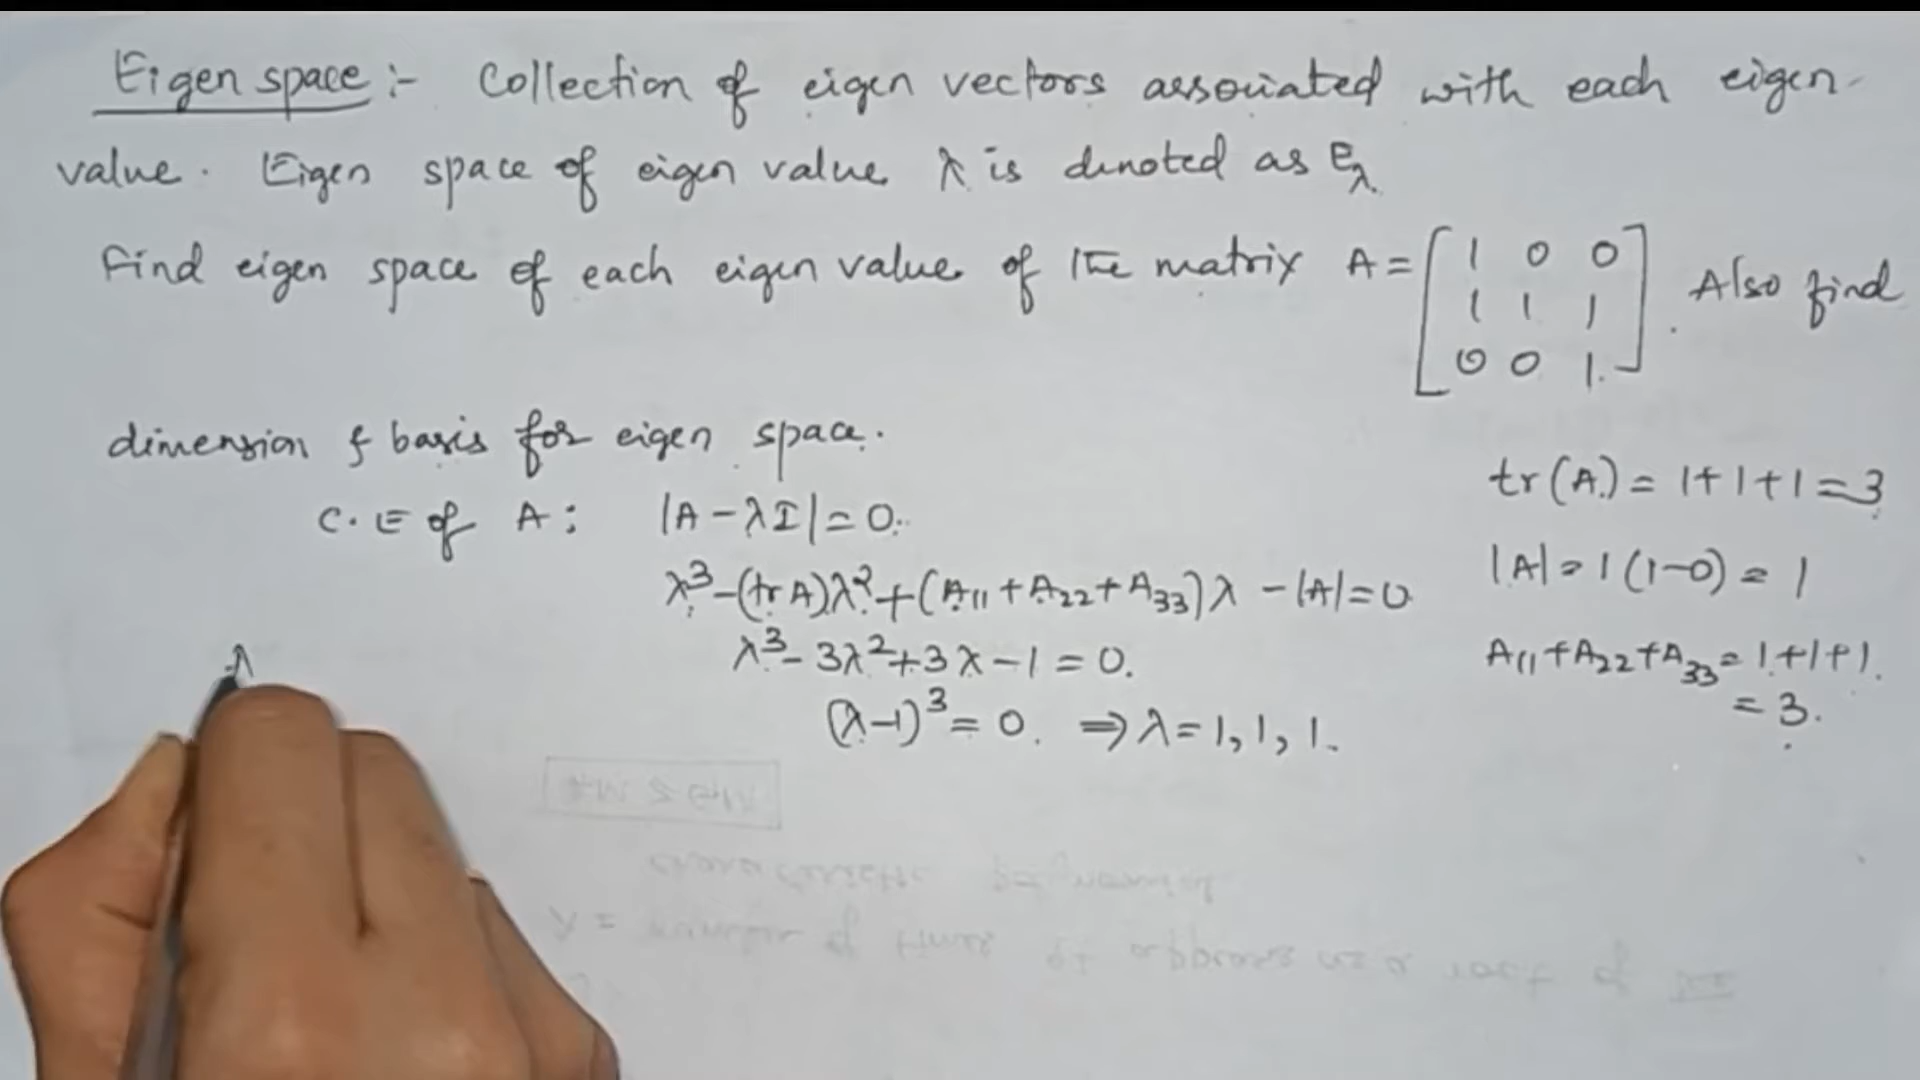 Eigen space :- Collection of eigen vectors associated with each eigen
value. Eigen space of eigen value λ is denoted as E_λ.
Find eigen space of each eigen value of the matrix A = [1 0 0
1 1 1
0 0 1]. Also find
dimension & basis for eigen space.
C.E of A : |A - λI| = 0.
λ³ - (tr A)λ² + (A₁₁ + A₂₂ + A₃₃)λ - |A| = 0
λ³ - 3λ² + 3λ - 1 = 0.
(λ-1)³ = 0. ⇒ λ = 1, 1, 1.
tr(A) = 1+1+1 = 3
|A| = 1(1-0) = 1
A₁₁ + A₂₂ + A₃₃ = 1+1+1.
= 3.
λ